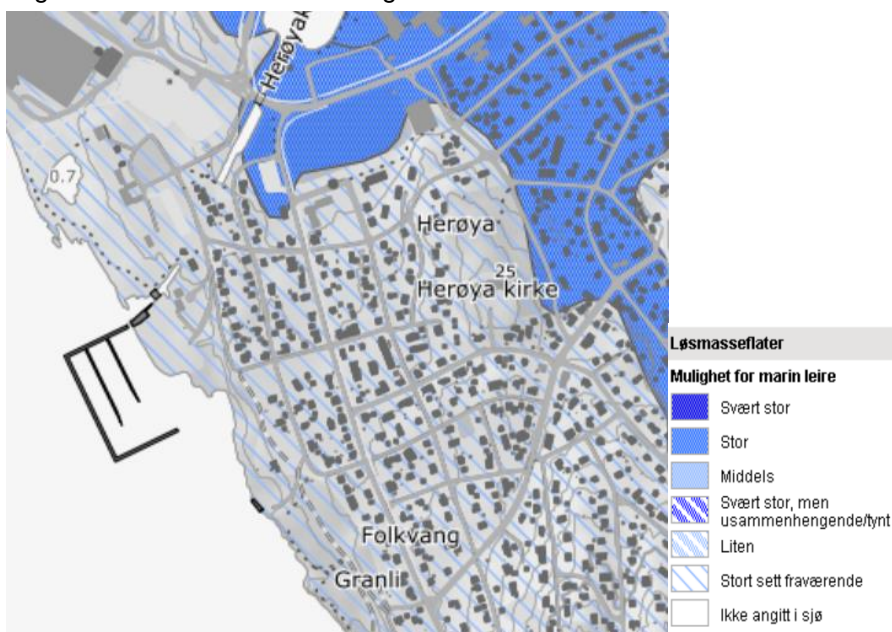 Herøyak
0.7
Herøya
25
Herøya kirke
Folkvang
Granli
Løsmasseflater
Mulighet for marin leire
Svært stor
Stor
Middels
Svært stor, men
usammenhengende/tynt
Liten
Stort sett fraværende
Ikke angitt i sjø